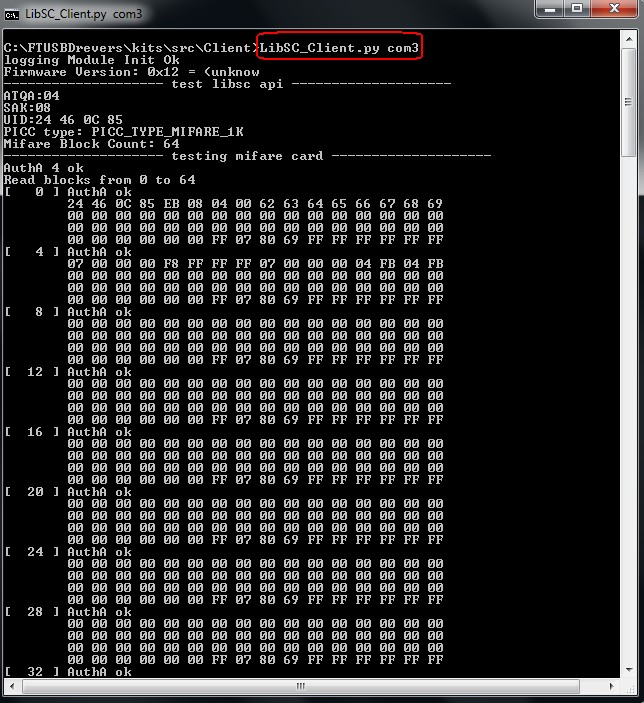 LibSC_Client.py com3
C:\FTUSBDrevers\kits\src\Client>LibSC_Client.py com3
logging Module Init Ok
Firmware Version: 0x12 = (unknow
-------------------- test libsc api --------------------
ATQA:04
SAK:08
UID:24 46 0C 85
PICC type: PICC_TYPE_MIFARE_1K
Mifare Block Count: 64
-------------------- testing mifare card --------------------
AuthA 4 ok
Read blocks from 0 to 64
[   0 ] AuthA ok
24 46 0C 85 EB 08 04 00 62 63 64 65 66 67 68 69
00 00 00 00 00 00 00 00 00 00 00 00 00 00 00 00
00 00 00 00 00 00 00 00 00 00 00 00 00 00 00 00
00 00 00 00 00 00 FF 07 80 69 FF FF FF FF FF FF
[   4 ] AuthA ok
07 00 00 00 F8 FF FF FF 07 00 00 00 04 FB 04 FB
00 00 00 00 00 00 00 00 00 00 00 00 00 00 00 00
00 00 00 00 00 00 00 00 00 00 00 00 00 00 00 00
00 00 00 00 00 00 FF 07 80 69 FF FF FF FF FF FF
[   8 ] AuthA ok
00 00 00 00 00 00 00 00 00 00 00 00 00 00 00 00
00 00 00 00 00 00 00 00 00 00 00 00 00 00 00 00
00 00 00 00 00 00 00 00 00 00 00 00 00 00 00 00
00 00 00 00 00 00 FF 07 80 69 FF FF FF FF FF FF
[  12 ] AuthA ok
00 00 00 00 00 00 00 00 00 00 00 00 00 00 00 00
00 00 00 00 00 00 00 00 00 00 00 00 00 00 00 00
00 00 00 00 00 00 00 00 00 00 00 00 00 00 00 00
00 00 00 00 00 00 FF 07 80 69 FF FF FF FF FF FF
[  16 ] AuthA ok
00 00 00 00 00 00 00 00 00 00 00 00 00 00 00 00
00 00 00 00 00 00 00 00 00 00 00 00 00 00 00 00
00 00 00 00 00 00 00 00 00 00 00 00 00 00 00 00
00 00 00 00 00 00 FF 07 80 69 FF FF FF FF FF FF
[  20 ] AuthA ok
00 00 00 00 00 00 00 00 00 00 00 00 00 00 00 00
00 00 00 00 00 00 00 00 00 00 00 00 00 00 00 00
00 00 00 00 00 00 00 00 00 00 00 00 00 00 00 00
00 00 00 00 00 00 FF 07 80 69 FF FF FF FF FF FF
[  24 ] AuthA ok
00 00 00 00 00 00 00 00 00 00 00 00 00 00 00 00
00 00 00 00 00 00 00 00 00 00 00 00 00 00 00 00
00 00 00 00 00 00 00 00 00 00 00 00 00 00 00 00
00 00 00 00 00 00 FF 07 80 69 FF FF FF FF FF FF
[  28 ] AuthA ok
00 00 00 00 00 00 00 00 00 00 00 00 00 00 00 00
00 00 00 00 00 00 00 00 00 00 00 00 00 00 00 00
00 00 00 00 00 00 00 00 00 00 00 00 00 00 00 00
00 00 00 00 00 00 FF 07 80 69 FF FF FF FF FF FF
[  32 ] AuthA ok